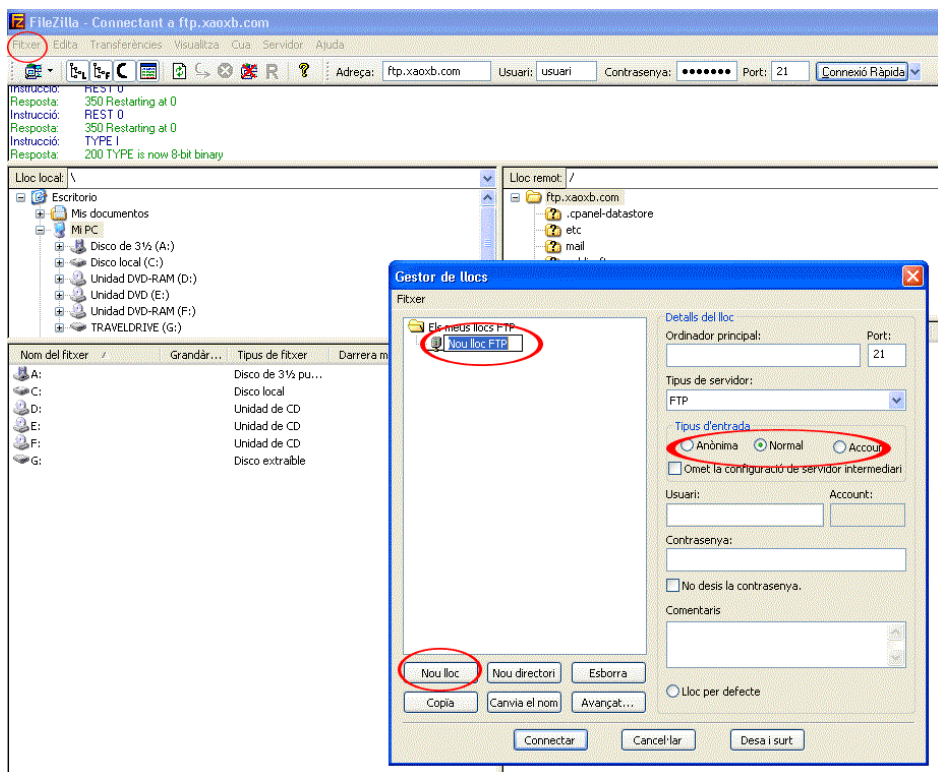 FileZilla - Connectant a ftp.xaoxb.com
Fitxer Edita Transferències Visualitza Cua Servidor Ajuda
Adreça: ftp.xaoxb.com Usuari: usuari Contrasenya: ●●●●●●● Port: 21 Connexió Ràpida
Instrucció: REST 0
Resposta: 350 Restarting at 0
Instrucció: REST 0
Resposta: 350 Restarting at 0
Instrucció: TYPE I
Resposta: 200 TYPE is now 8-bit binary
Lloc local: \
Escritorio
Mis documentos
Mi PC
Disco de 3½ (A:)
Disco local (C:)
Unidad DVD-RAM (D:)
Unidad DVD (E:)
Unidad DVD-RAM (F:)
TRAVELDRIVE (G:)
Lloc remot: /
ftp.xaoxb.com
.cpanel-datastore
etc
mail
Nom del fitxer Grandàr... Tipus de fitxer Darrera m
A: Disco de 3½ pu...
C: Disco local
D: Unidad de CD
E: Unidad de CD
F: Unidad de CD
G: Disco extraíble
Gestor de llocs
Fitxer
Els meus llocs FTP
Nou lloc FTP
Nou lloc Nou directori Esborra
Copia Canvia el nom Avançat...
Detalls del lloc
Ordinador principal: Port:
21
Tipus de servidor:
FTP
Tipus d'entrada
Anònima Normal Accoun
Omet la configuració de servidor intermediari
Usuari: Account:
Contrasenya:
No desis la contrasenya.
Comentaris
Lloc per defecte
Connectar Cancel·lar Desa i surt